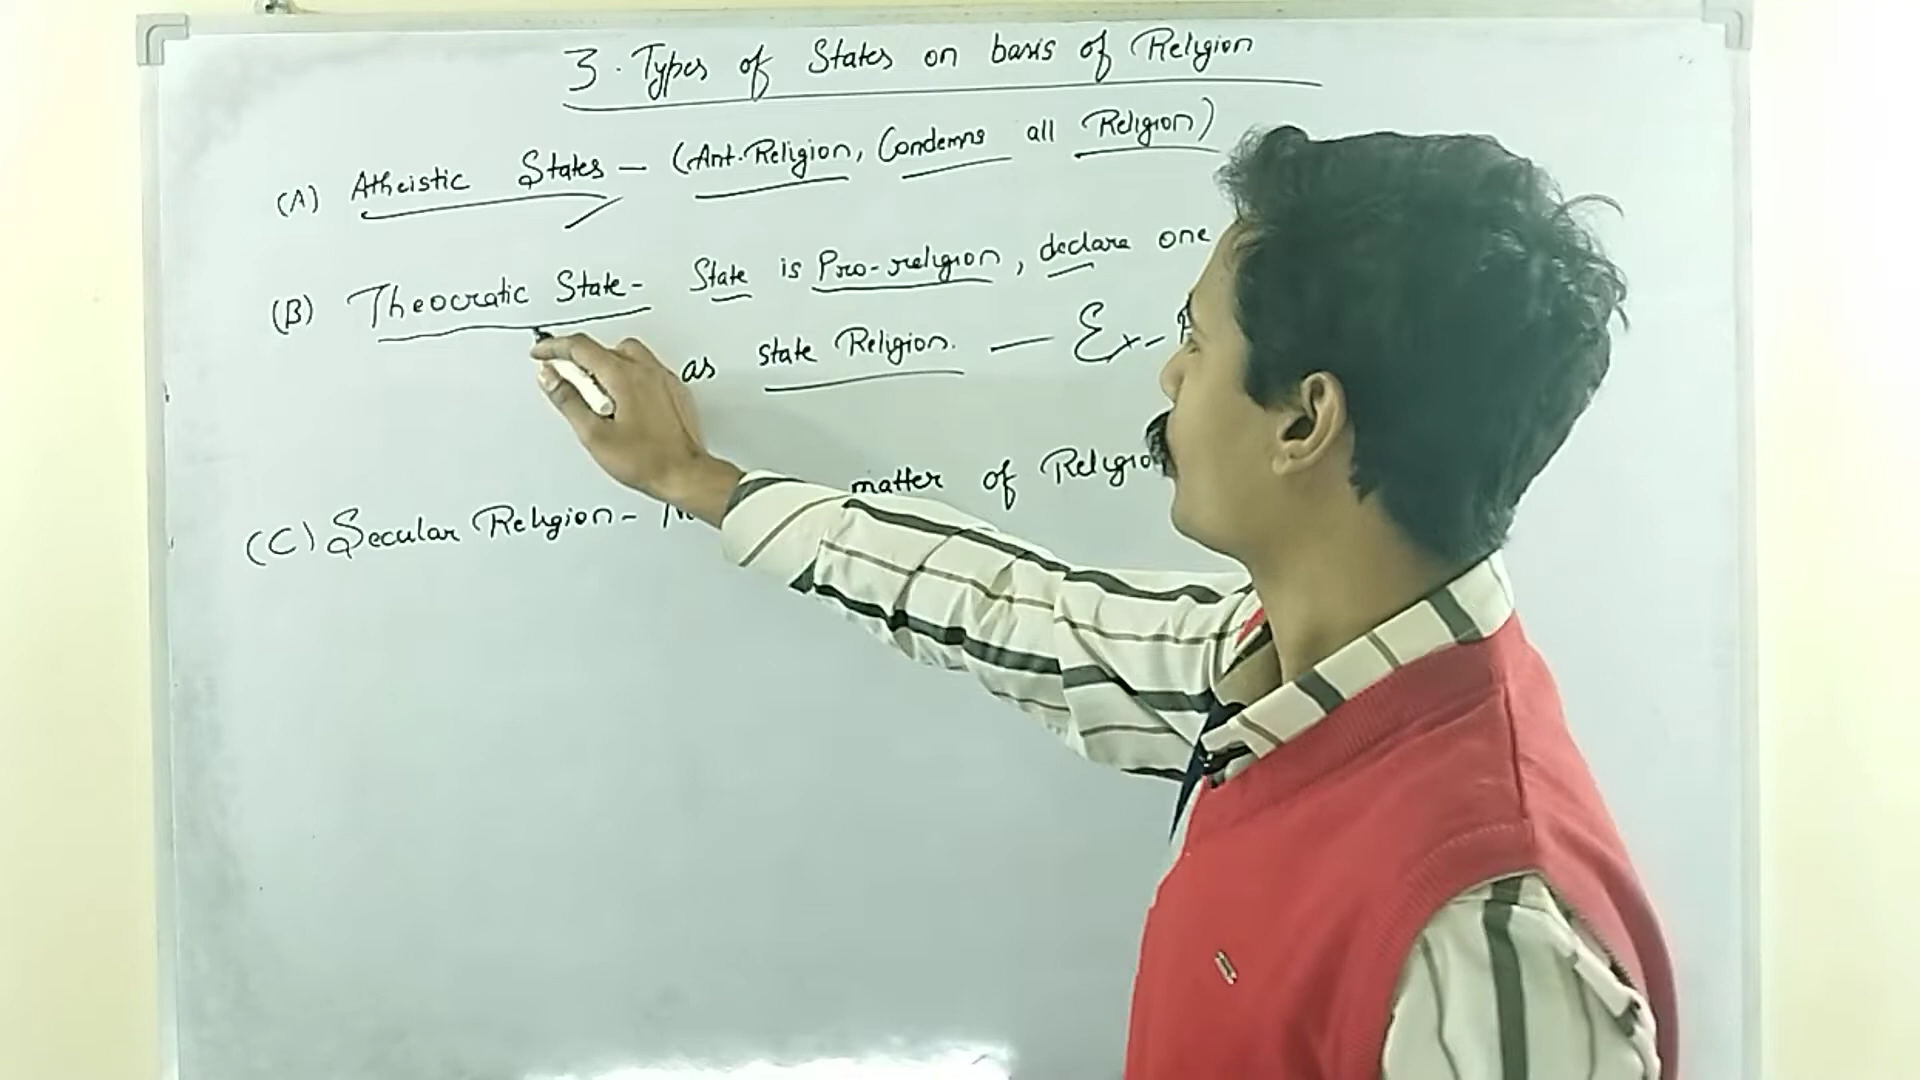 3. Types of States on basis of Religion
(A) Atheistic States - (Ant. Religion, Condemns all Religion)
(B) Theocratic State - State is Pro-religion, declare one
as state Religion. - Ex-
(C) Secular Religion - matter of Religio